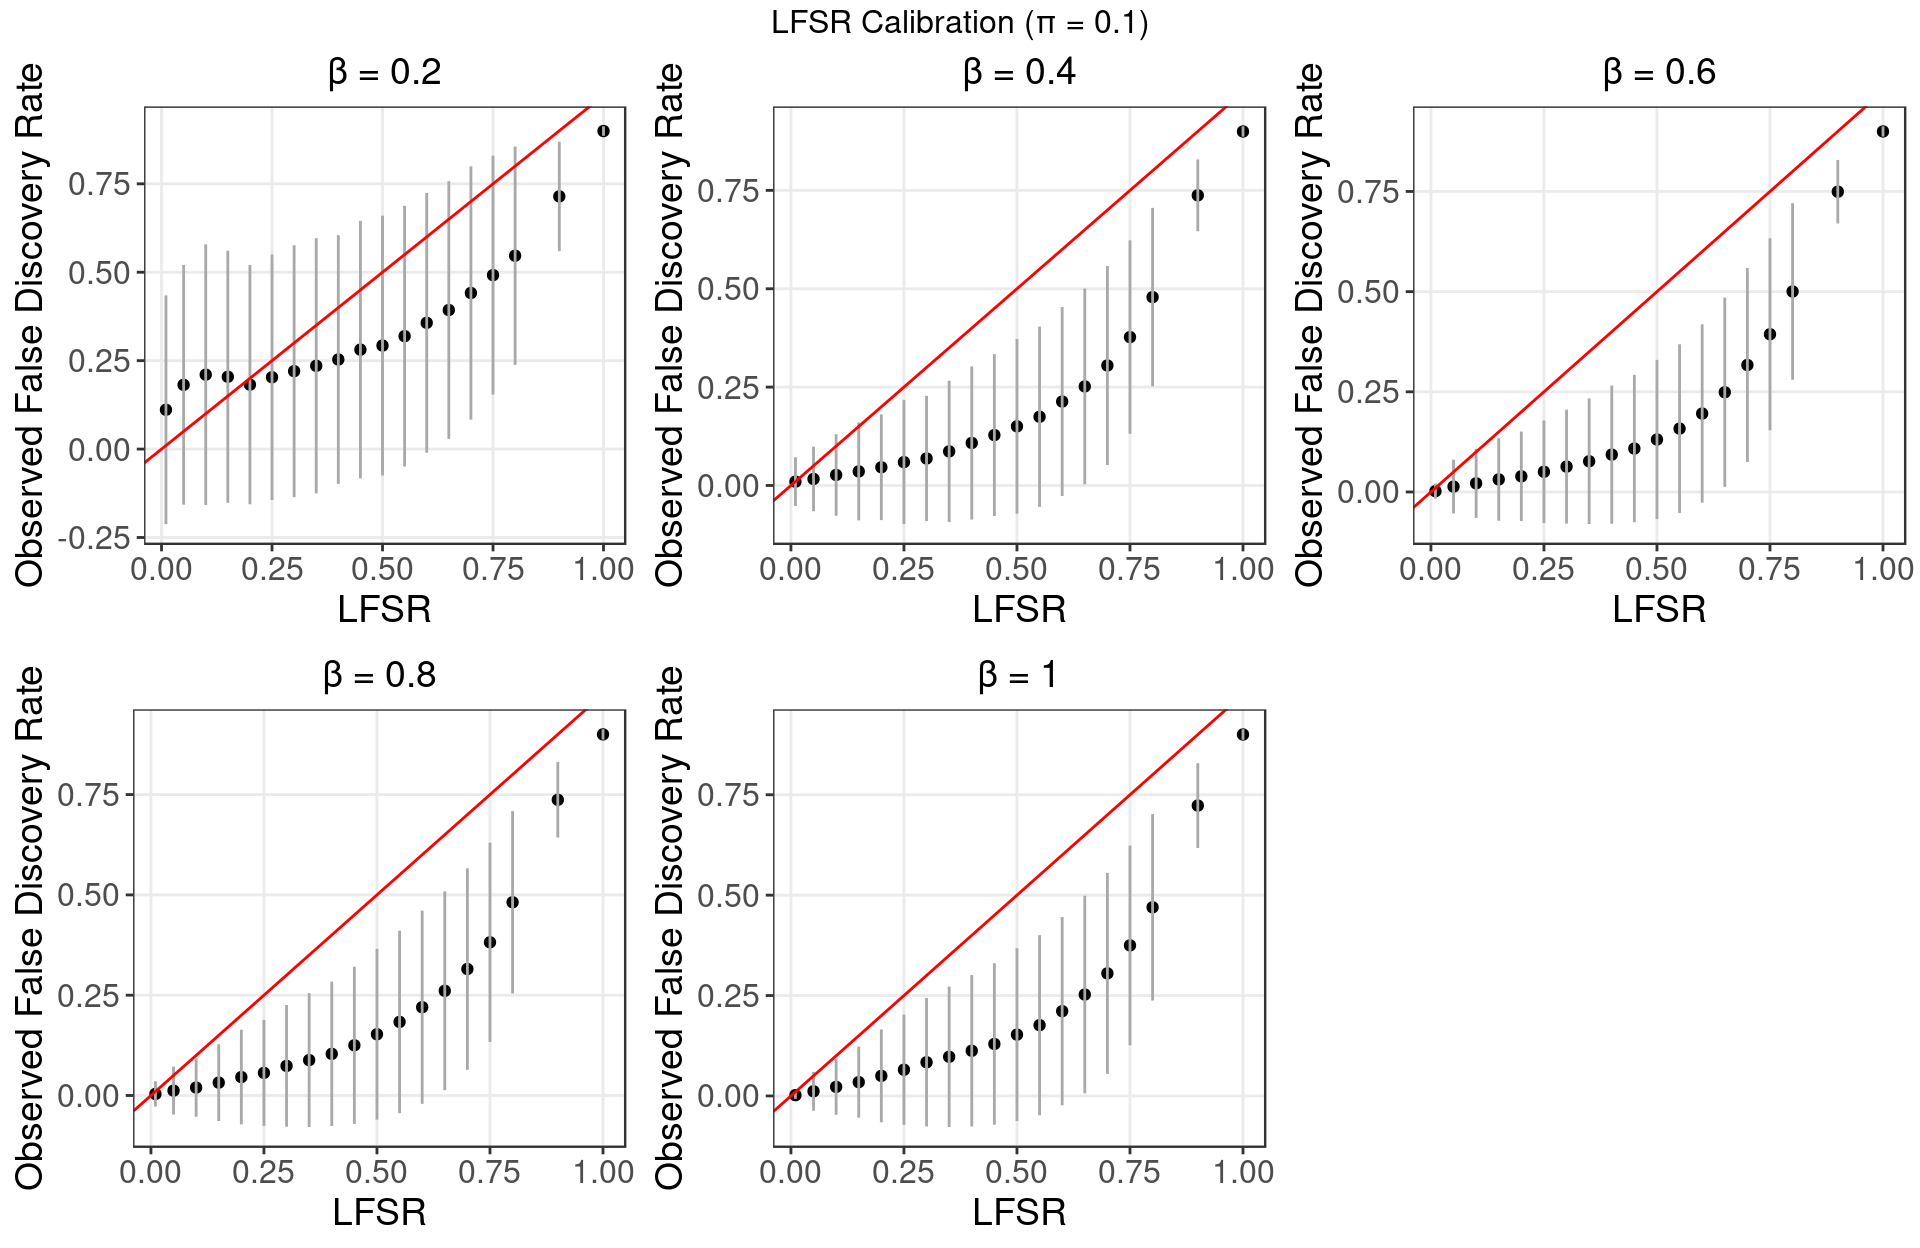 LFSR Calibration (π = 0.1)
β = 0.2
Observed False Discovery Rate
0.75
0.50
0.25
0.00
-0.25
0.00 0.25 0.50 0.75 1.00
LFSR
β = 0.4
Observed False Discovery Rate
0.75
0.50
0.25
0.00
0.00 0.25 0.50 0.75 1.00
LFSR
β = 0.6
Observed False Discovery Rate
0.75
0.50
0.25
0.00
0.00 0.25 0.50 0.75 1.00
LFSR
β = 0.8
Observed False Discovery Rate
0.75
0.50
0.25
0.00
0.00 0.25 0.50 0.75 1.00
LFSR
β = 1
Observed False Discovery Rate
0.75
0.50
0.25
0.00
0.00 0.25 0.50 0.75 1.00
LFSR